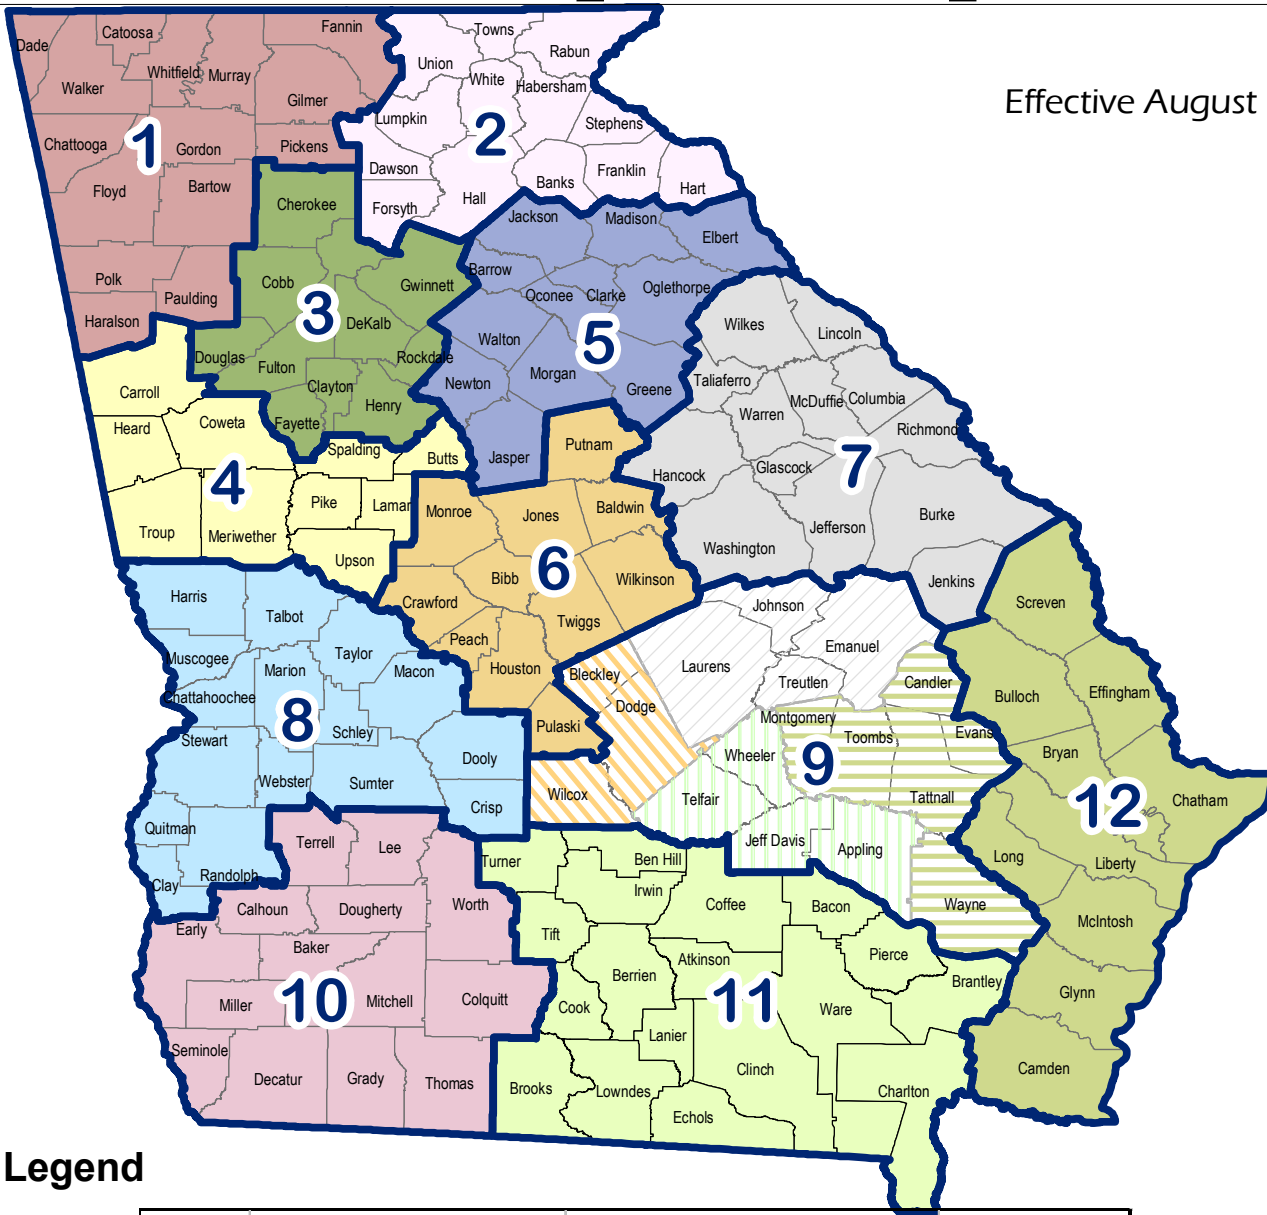 Effective August
Fannin
Catoosa
Dade
Whitfield
Murray
Walker
Gilmer
Chattooga
Gordon
Pickens
Floyd
Bartow
Polk
Paulding
Haralson
1
Towns
Rabun
Union
White
Habersham
Lumpkin
Stephens
Dawson
Franklin
Banks
Hart
Hall
Forsyth
2
Cherokee
Cobb
Gwinnett
DeKalb
Douglas
Rockdale
Fulton
Clayton
Henry
Fayette
3
Carroll
Heard
Coweta
Spalding
Butts
Pike
Lamar
Troup
Meriwether
Upson
4
Jackson
Madison
Elbert
Barrow
Oconee
Clarke
Oglethorpe
Walton
Morgan
Newton
Greene
Jasper
5
Putnam
Monroe
Jones
Baldwin
Bibb
Wilkinson
Crawford
Twiggs
Peach
Houston
Pulaski
Bleckley
Dodge
Wilcox
6
Wilkes
Lincoln
Taliaferro
McDuffie
Columbia
Warren
Richmond
Hancock
Glascock
Burke
Jefferson
Washington
Jenkins
7
Harris
Talbot
Muscogee
Marion
Taylor
Macon
Chattahoochee
Stewart
Schley
Dooly
Webster
Sumter
Crisp
Quitman
Clay
Randolph
8
Johnson
Emanuel
Laurens
Treutlen
Candler
Montgomery
Toombs
Evans
Wheeler
Telfair
Tattnall
Jeff Davis
Appling
Wayne
9
Terrell
Lee
Calhoun
Dougherty
Worth
Early
Baker
Miller
Mitchell
Colquitt
Seminole
Decatur
Grady
Thomas
10
Turner
Ben Hill
Irwin
Coffee
Bacon
Tift
Atkinson
Pierce
Berrien
Brantley
Cook
Ware
Lanier
Clinch
Brooks
Lowndes
Charlton
Echols
11
Screven
Bulloch
Effingham
Bryan
Chatham
Long
Liberty
McIntosh
Glynn
Camden
12
Legend